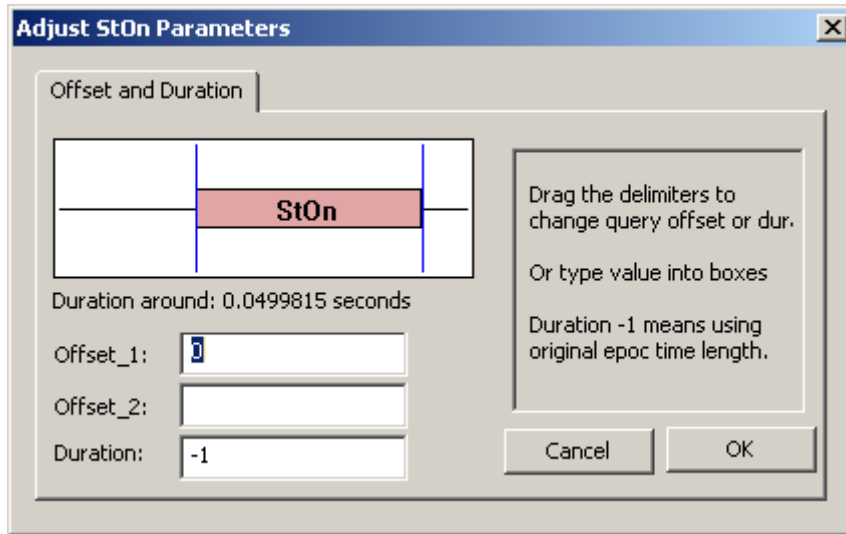 Adjust StOn Parameters
Offset and Duration
StOn
Duration around: 0.0499815 seconds
Offset_1: 0
Offset_2:
Duration: -1
Drag the delimiters to
change query offset or dur.
Or type value into boxes
Duration -1 means using
original epoc time length.
Cancel
OK